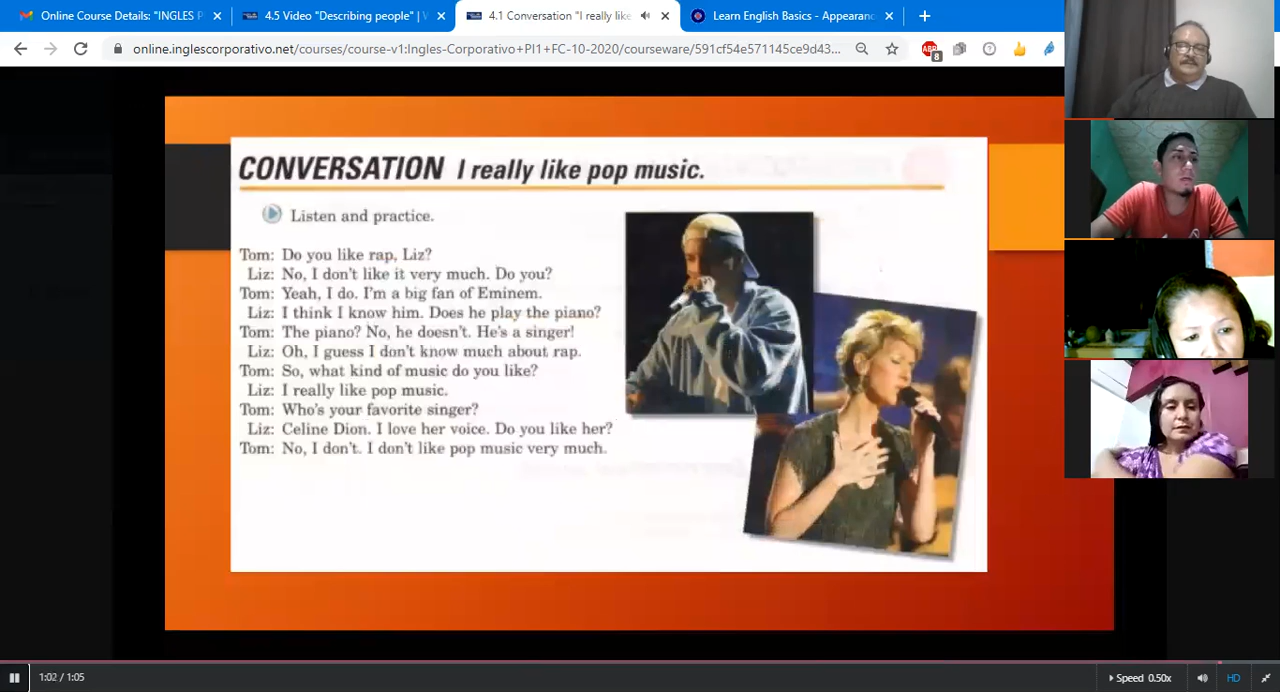 Online Course Details: "INGLES P
4.5 Video "Describing people" |
4.1 Conversation "I really like
Learn English Basics - Appearanc
online.inglescorporativo.net/courses/course-v1:Ingles-Corporativo+PI1+FC-10-2020/courseware/591cf54e571145ce9d43...
ABP
8
CONVERSATION I really like pop music.
Listen and practice.
Tom: Do you like rap, Liz?
Liz: No, I don't like it very much. Do you?
Tom: Yeah, I do. I'm a big fan of Eminem.
Liz: I think I know him. Does he play the piano?
Tom: The piano? No, he doesn't. He's a singer!
Liz: Oh, I guess I don't know much about rap.
Tom: So, what kind of music do you like?
Liz: I really like pop music.
Tom: Who's your favorite singer?
Liz: Celine Dion. I love her voice. Do you like her?
Tom: No, I don't. I don't like pop music very much.
1:02 / 1:05
Speed 0.50x
HD